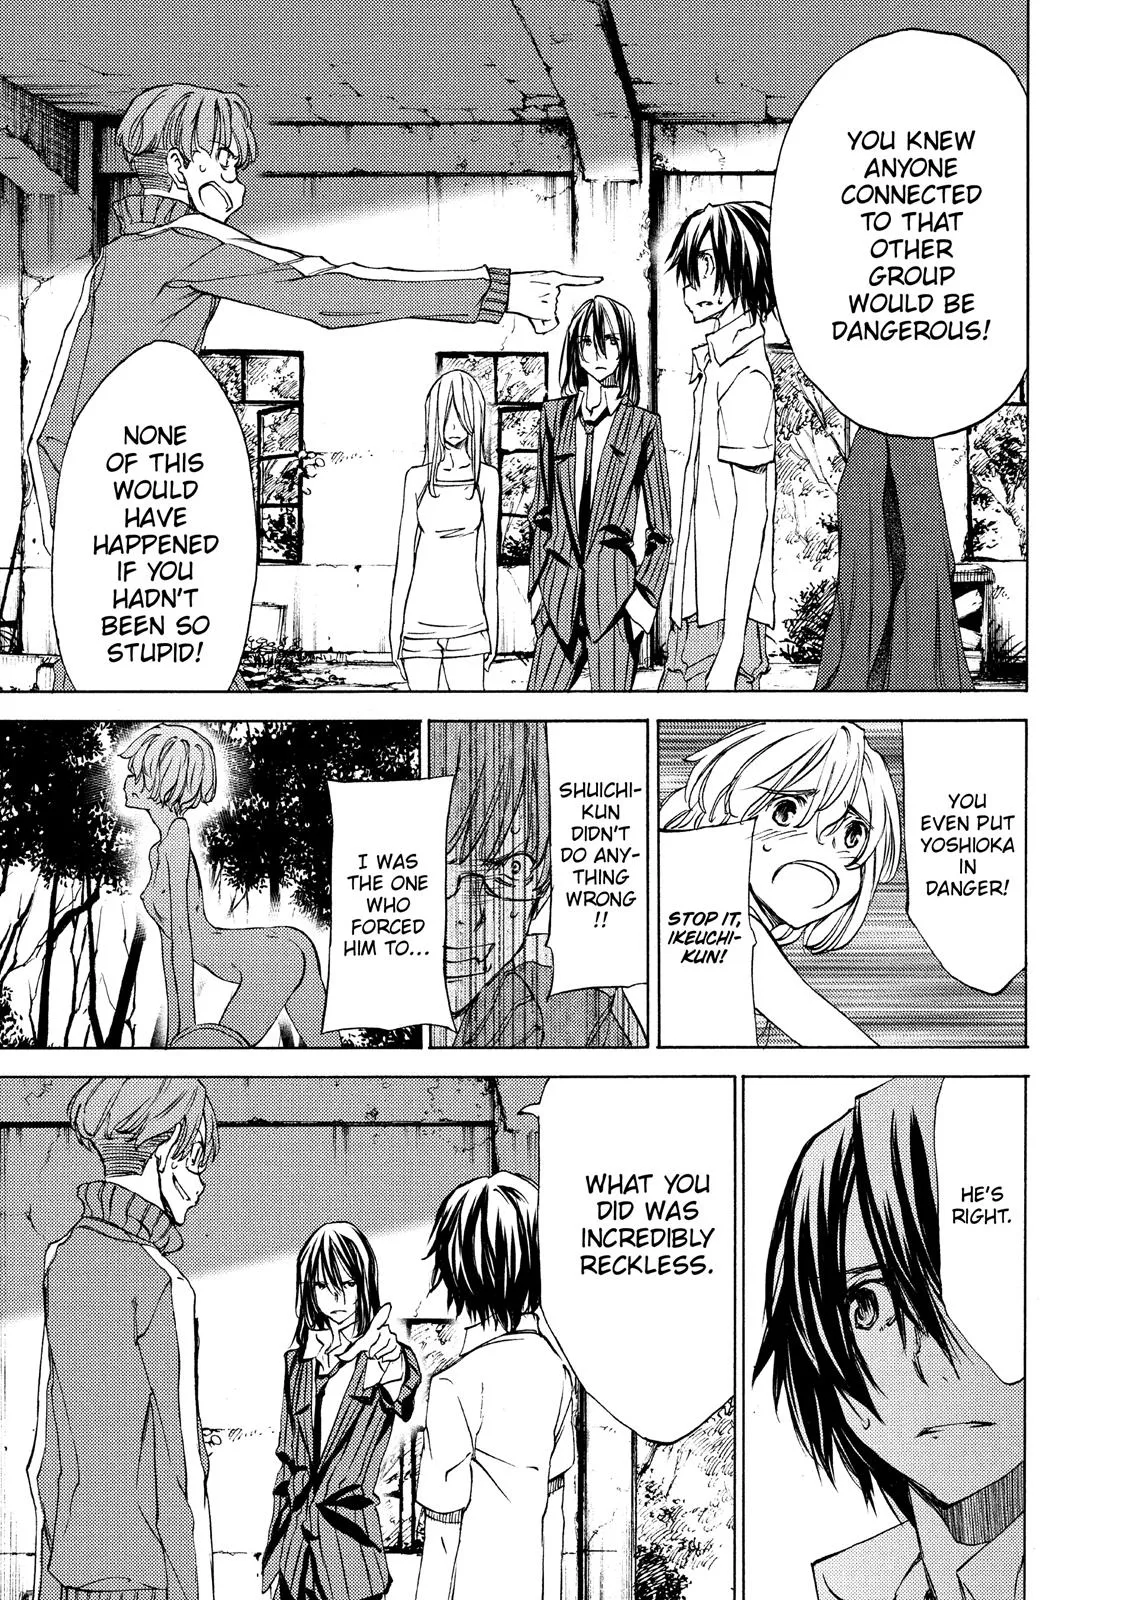 YOU KNEW
ANYONE
CONNECTED
TO THAT
OTHER
GROUP
WOULD BE
DANGEROUS!
NONE
OF THIS
WOULD
HAVE
HAPPENED
IF YOU
HADN'T
BEEN SO
STUPID!
YOU
EVEN PUT
YOSHIOKA
IN
DANGER!
STOP IT,
IKEUCHI-
KUN!
SHUICHI-
KUN
DIDN'T
DO ANY-
THING
WRONG
!!
I WAS
THE ONE
WHO
FORCED
HIM TO...
HE'S
RIGHT.
WHAT YOU
DID WAS
INCREDIBLY
RECKLESS.